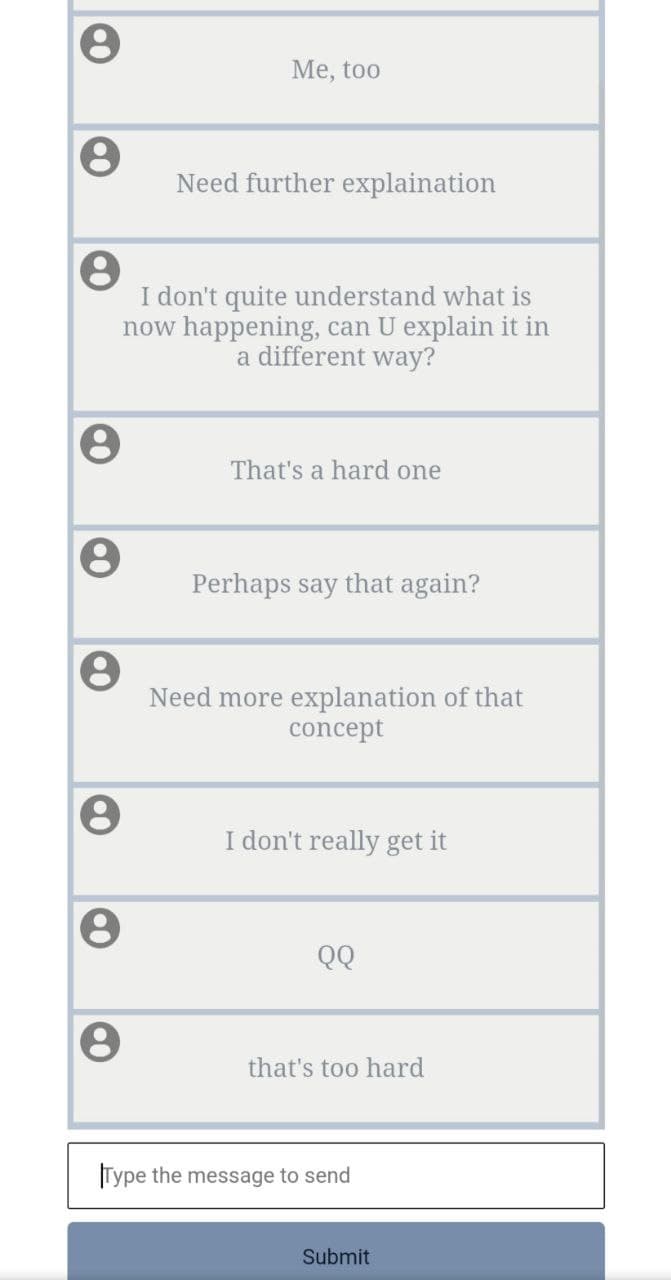 Me, too
Need further explaination
I don't quite understand what is
now happening, can U explain it in
a different way?
That's a hard one
Perhaps say that again?
Need more explanation of that
concept
I don't really get it
QQ
that's too hard
Type the message to send
Submit